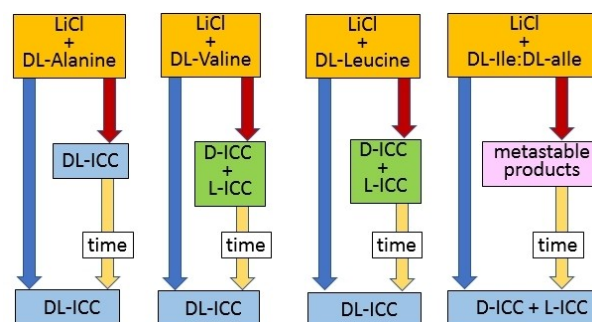 LiCl
+
DL-Alanine
LiCl
+
DL-Valine
LiCl
+
DL-Leucine
LiCl
+
DL-Ile:DL-aIle
DL-ICC
D-ICC
+
L-ICC
D-ICC
+
L-ICC
metastable
products
time
time
time
time
DL-ICC
DL-ICC
DL-ICC
D-ICC + L-ICC